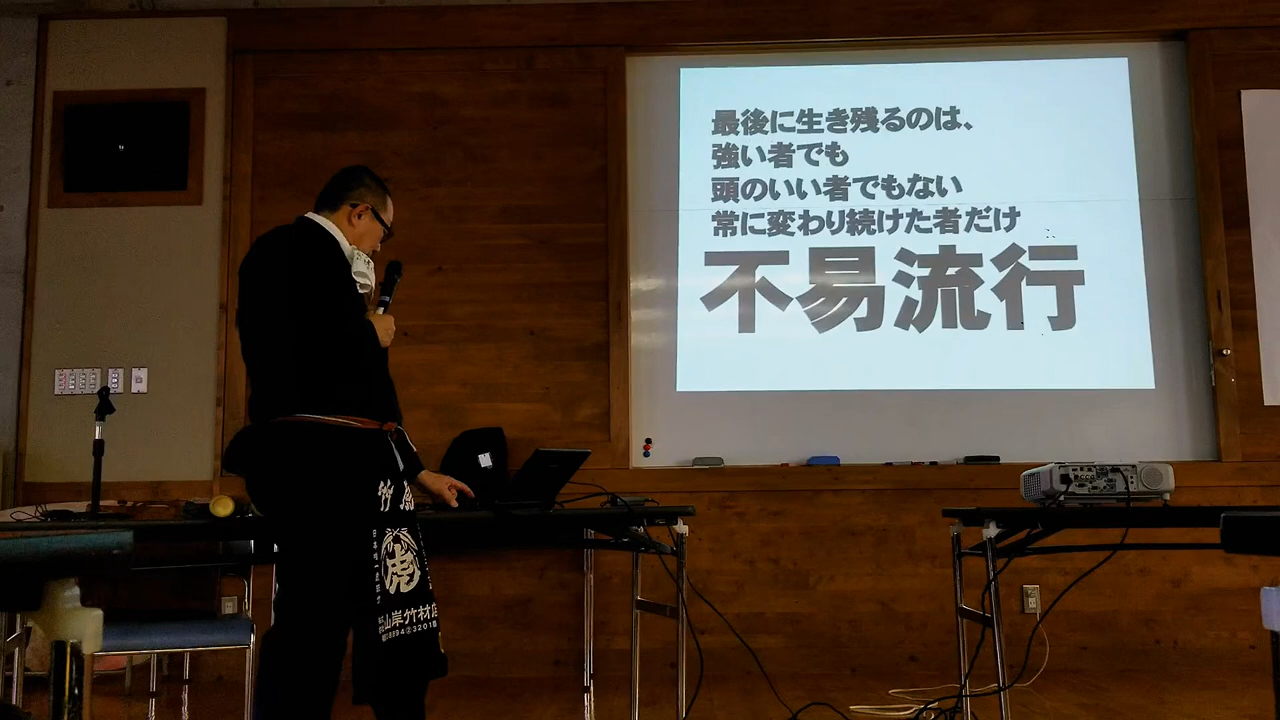 最後に生き残るのは、
強い者でも
頭のいい者でもない
常に変わり続けた者だけ
不易流行
竹虎
虎
山岸竹材店